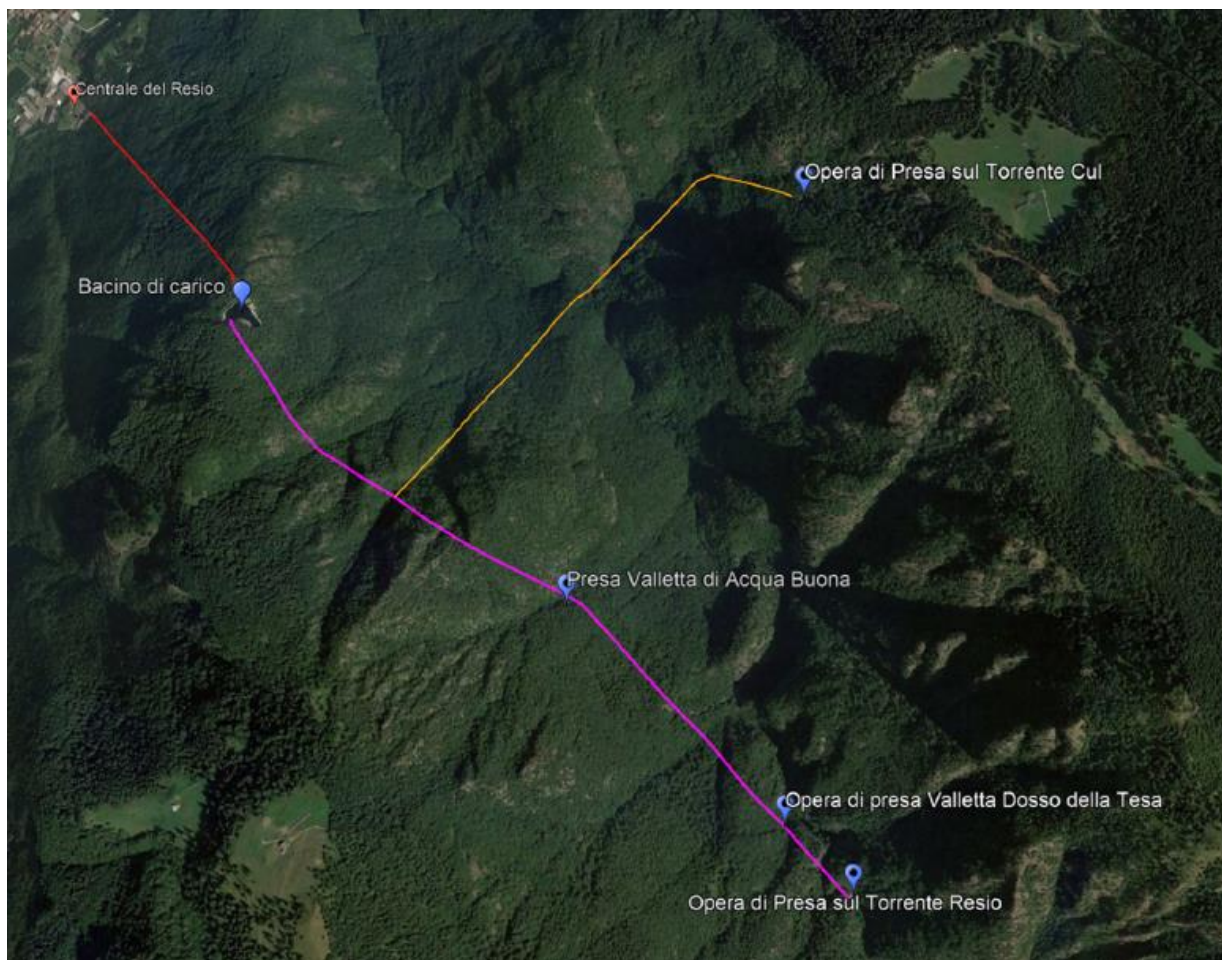 Centrale del Resio
Opera di Presa sul Torrente Cul
Bacino di carico
Presa Valletta di Acqua Buona
Opera di presa Valletta Dosso della Tesa
Opera di Presa sul Torrente Resio